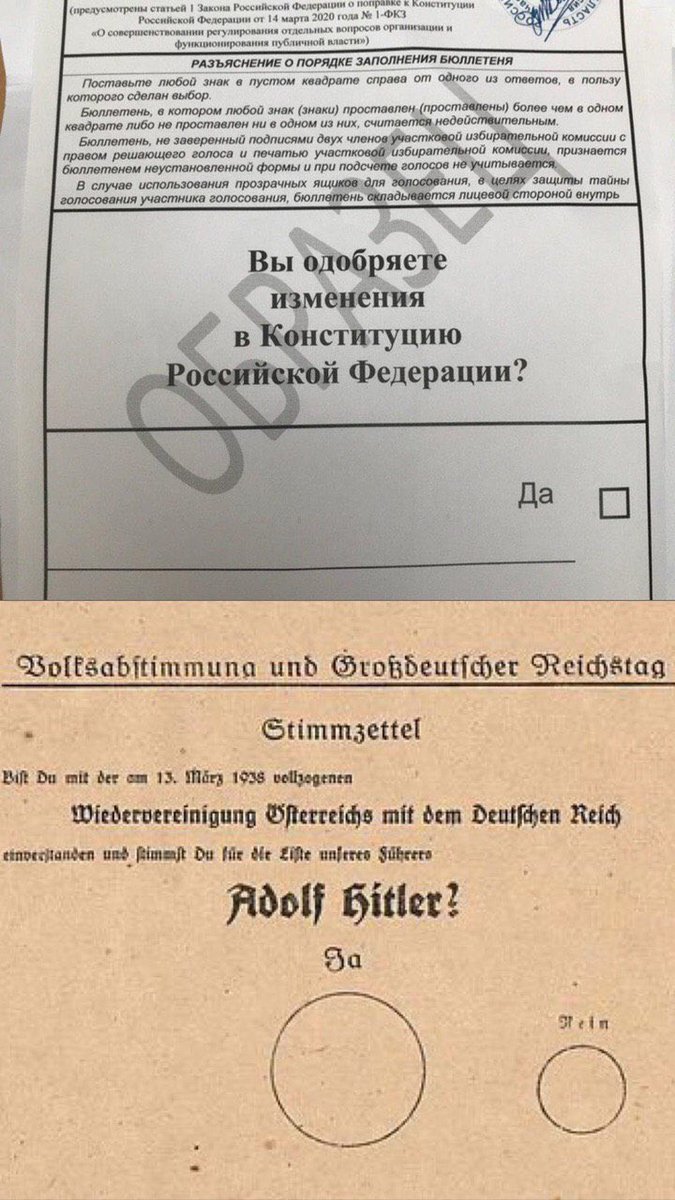 (предусмотрены статьей 1 Закона Российской Федерации о поправке к Конституции
Российской Федерации от 14 марта 2020 года № 1-ФКЗ
«О совершенствовании регулирования отдельных вопросов организации и
функционирования публичной власти»)
РАЗЪЯСНЕНИЕ О ПОРЯДКЕ ЗАПОЛНЕНИЯ БЮЛЛЕТЕНЯ
Поставьте любой знак в пустом квадрате справа от одного из ответов, в пользу
которого сделан выбор.
Бюллетень, в котором любой знак (знаки) проставлен (проставлены) более чем в одном
квадрате либо не проставлен ни в одном из них, считается недействительным.
Бюллетень, не заверенный подписями двух членов участковой избирательной комиссии с
правом решающего голоса и печатью участковой избирательной комиссии, признается
бюллетенем неустановленной формы и при подсчете голосов не учитывается.
В случае использования прозрачных ящиков для голосования, в целях защиты тайны
голосования участника голосования, бюллетень складывается лицевой стороной внутрь
ОБРАЗЕЦ
Вы одобряете
изменения
в Конституцию
Российской Федерации?
Да
Volksabstimmung und Großdeutscher Reichstag
Stimmzettel
Bist Du mit der am 13. März 1938 vollzogenen
Wiedervereinigung Österreichs mit dem Deutschen Reich
einverstanden und stimmst Du für die Liste unseres Führers
Adolf Hitler?
Ja
Nein